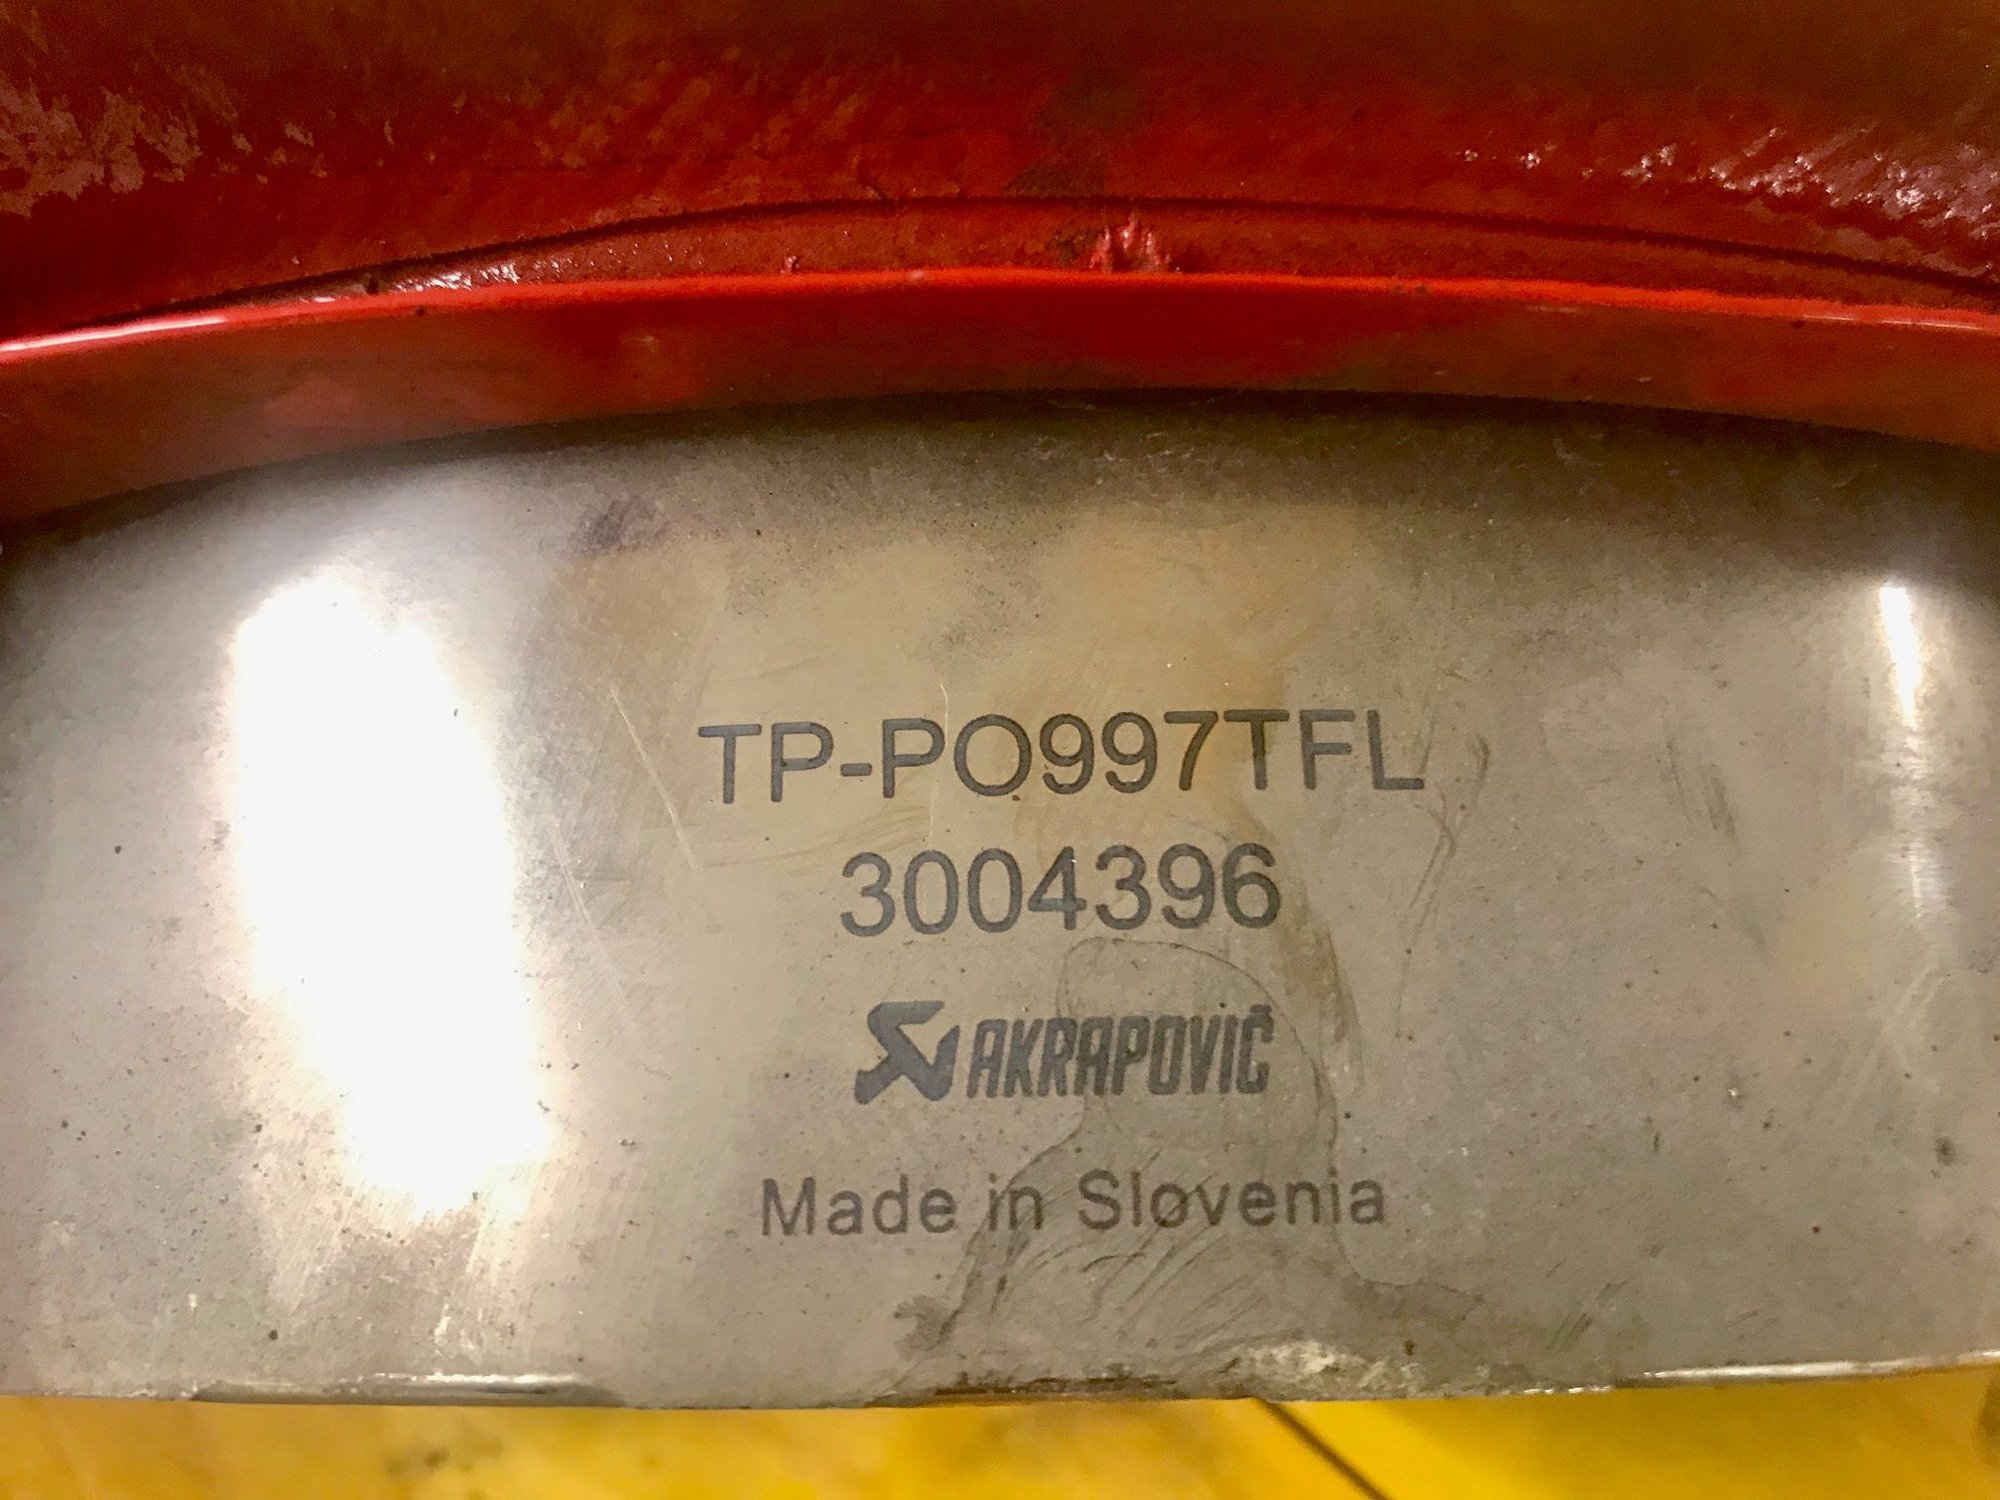 TP-PO997TFL
3004396
AKRAPOVIČ
Made in Slovenia